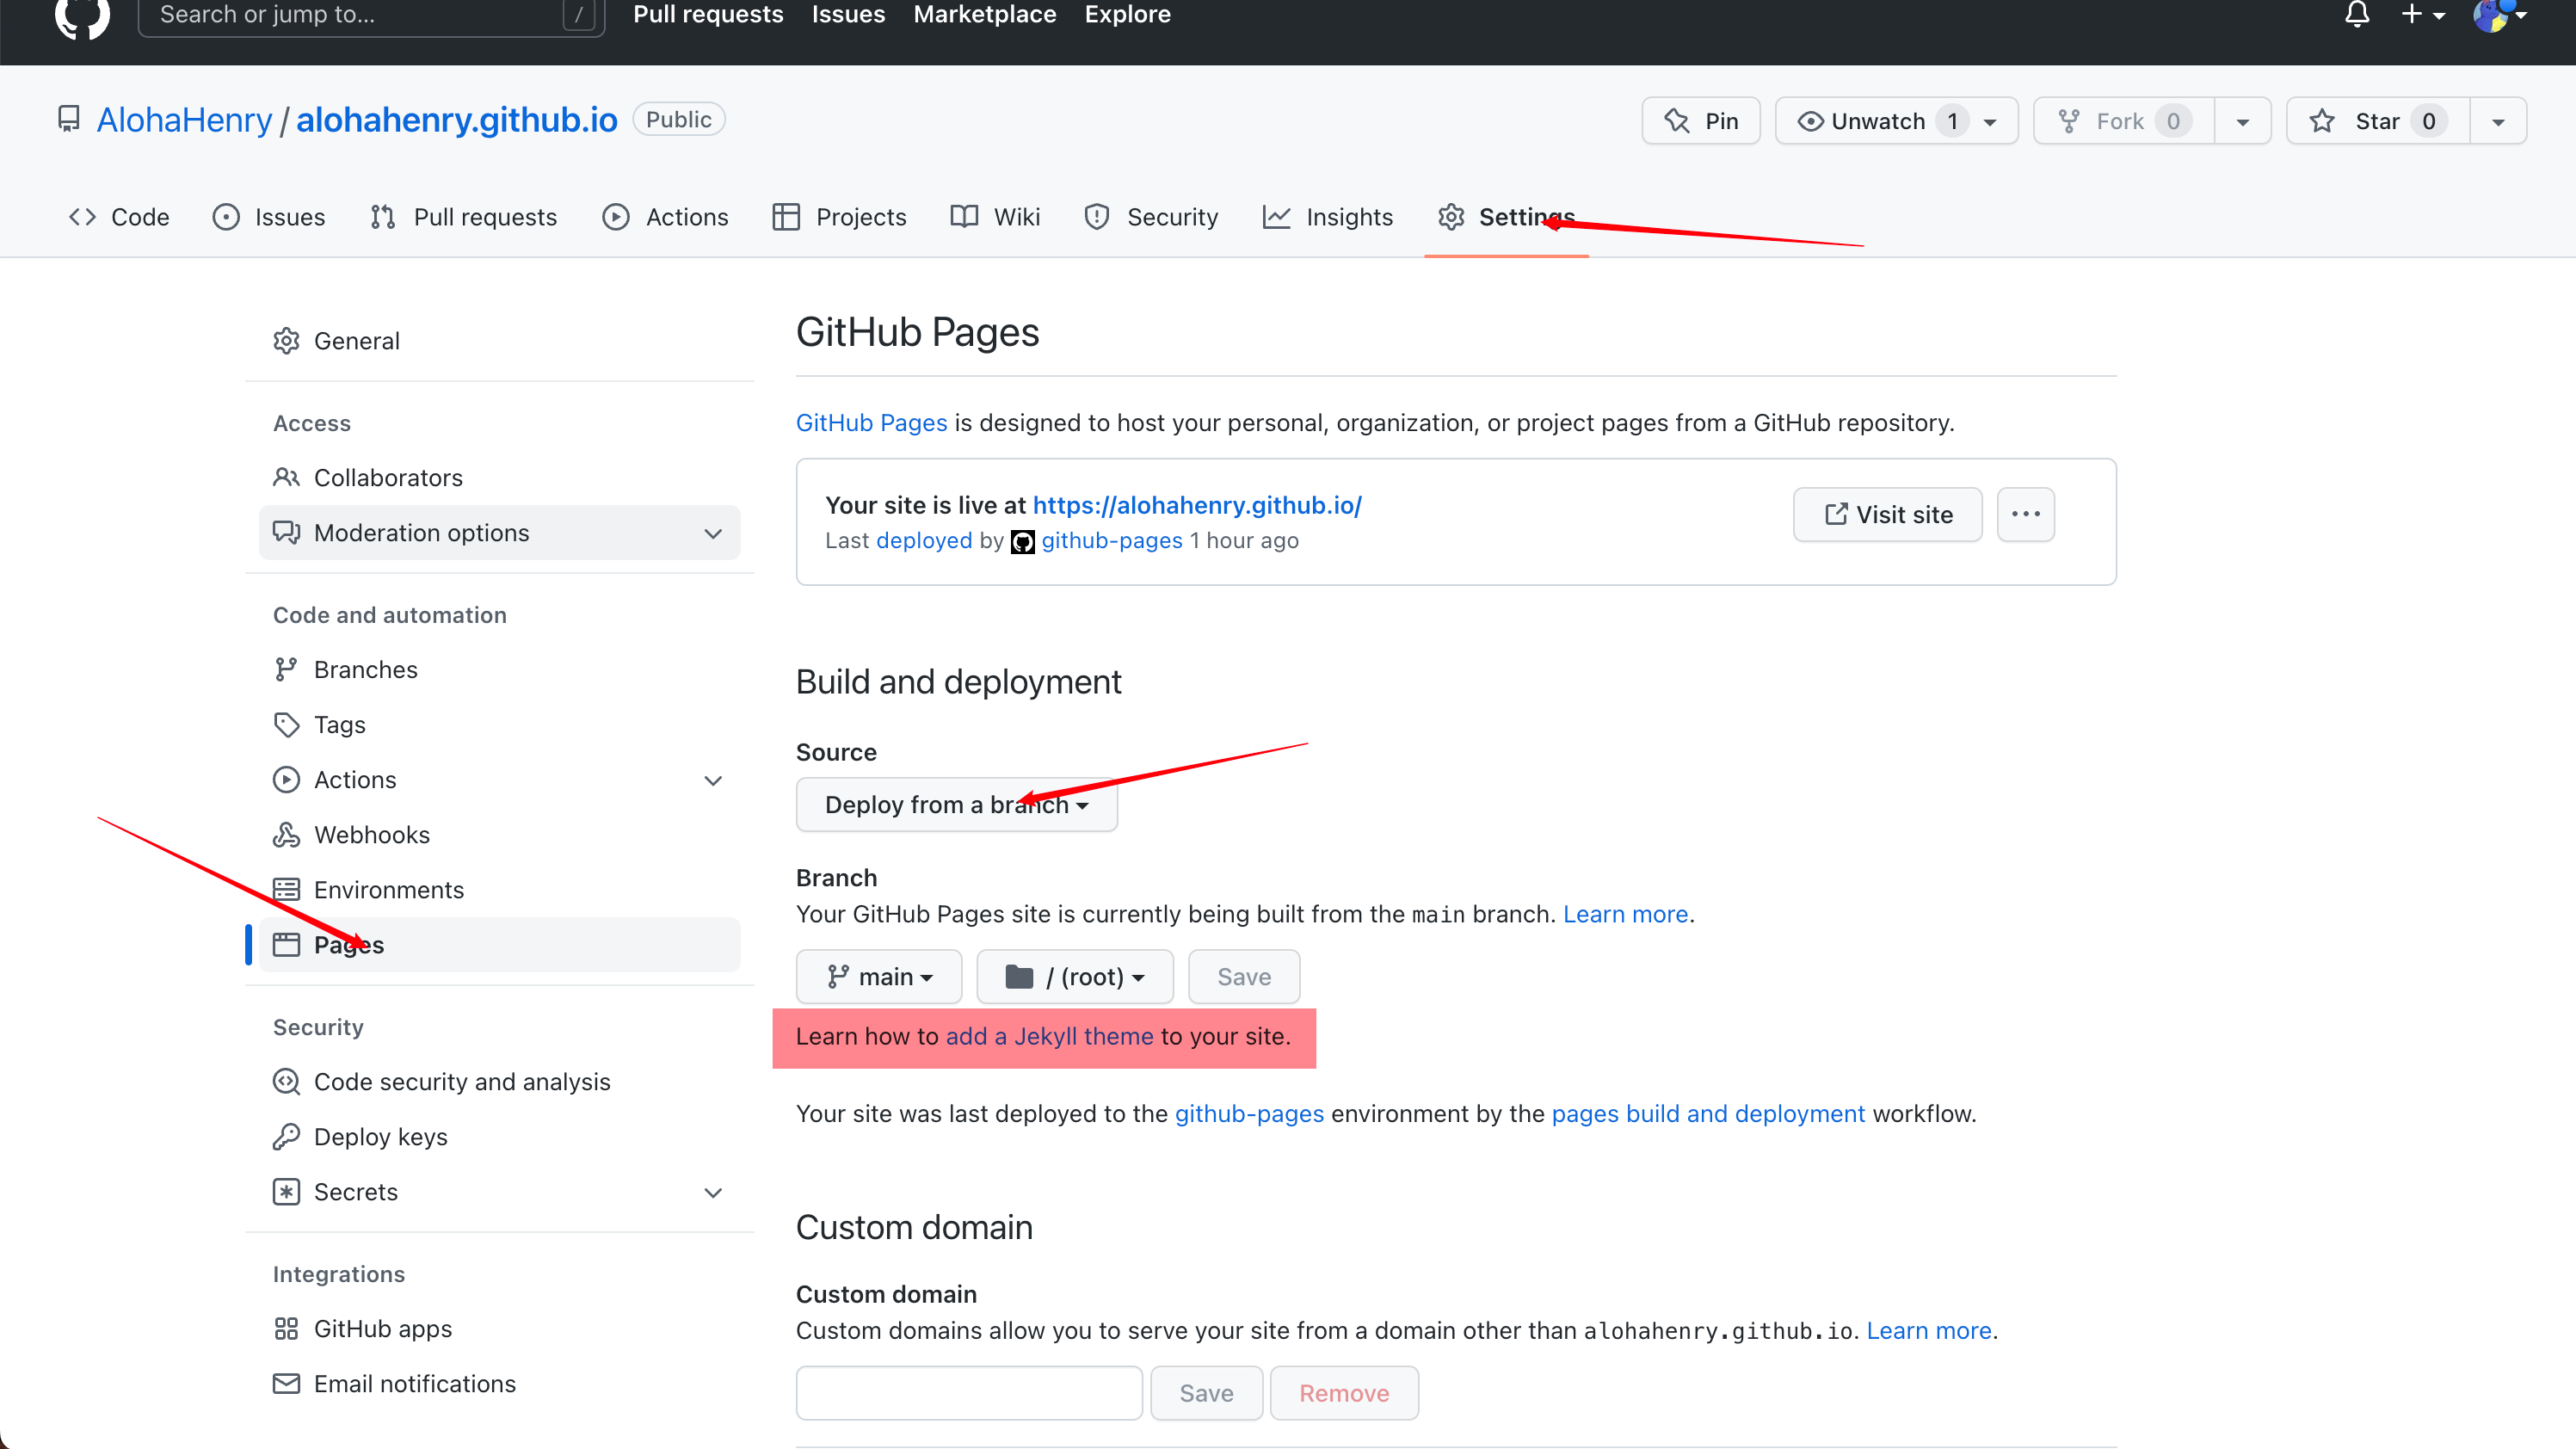 Search or jump to... / Pull requests Issues Marketplace Explore
AlohaHenry / alohahenry.github.io Public Pin Unwatch 1 Fork 0 Star 0
Code Issues Pull requests Actions Projects Wiki Security Insights Settings
General
Access
Collaborators
Moderation options
Code and automation
Branches
Tags
Actions
Webhooks
Environments
Pages
Security
Code security and analysis
Deploy keys
Secrets
Integrations
GitHub apps
Email notifications
GitHub Pages
GitHub Pages is designed to host your personal, organization, or project pages from a GitHub repository.
Your site is live at https://alohahenry.github.io/
Last deployed by github-pages 1 hour ago
Visit site
Build and deployment
Source
Deploy from a branch
Branch
Your GitHub Pages site is currently being built from the main branch. Learn more.
main / (root) Save
Learn how to add a Jekyll theme to your site.
Your site was last deployed to the github-pages environment by the pages build and deployment workflow.
Custom domain
Custom domain
Custom domains allow you to serve your site from a domain other than alohahenry.github.io. Learn more.
Save Remove